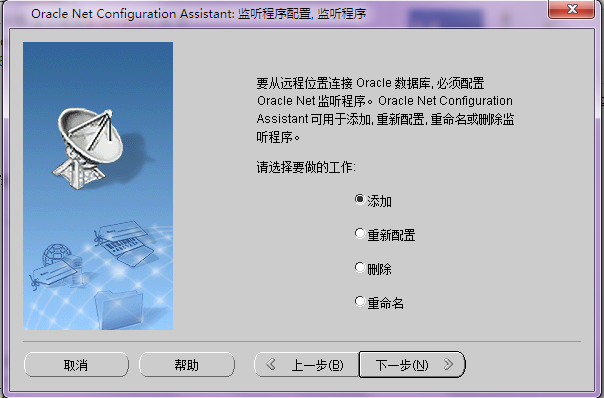 Oracle Net Configuration Assistant: 监听程序配置, 监听程序
要从远程位置连接 Oracle 数据库, 必须配置
Oracle Net 监听程序。Oracle Net Configuration
Assistant 可用于添加, 重新配置, 重命名或删除监
听程序。
请选择要做的工作:
添加
重新配置
删除
重命名
取消
帮助
上一步(B)
下一步(N)